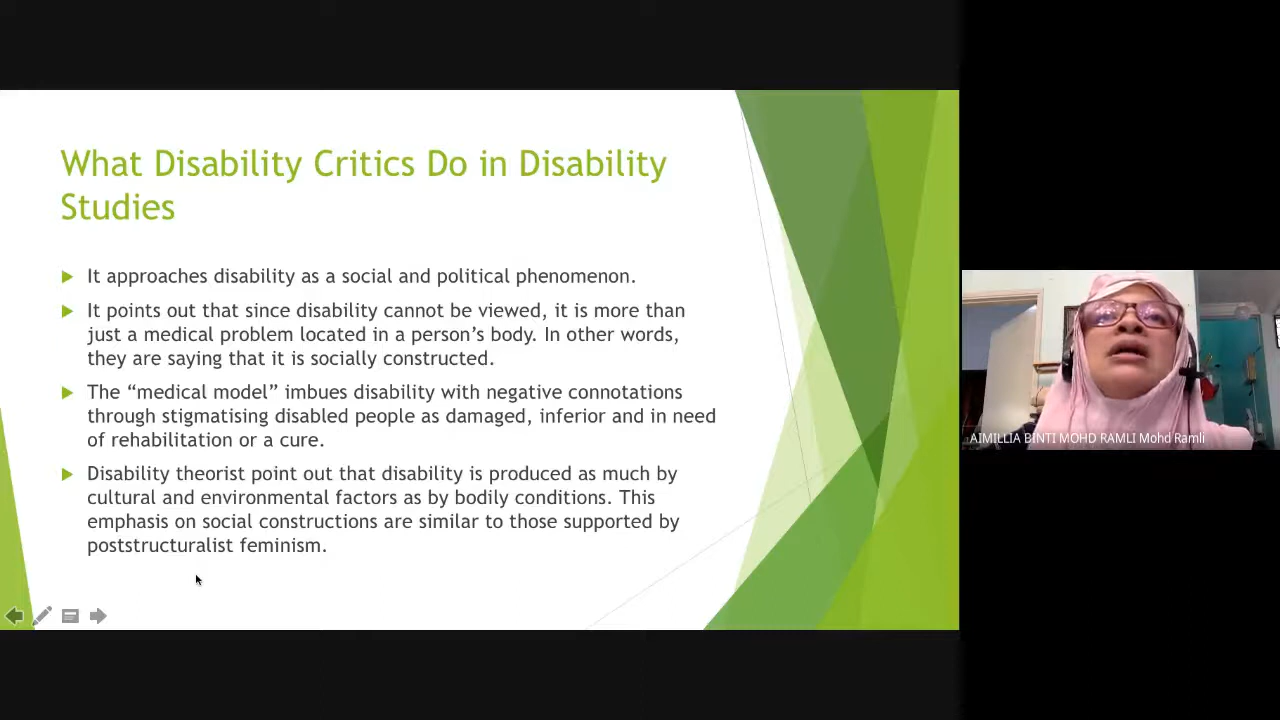 What Disability Critics Do in Disability
Studies
It approaches disability as a social and political phenomenon.
It points out that since disability cannot be viewed, it is more than
just a medical problem located in a person's body. In other words,
they are saying that it is socially constructed.
The “medical model” imbues disability with negative connotations
through stigmatising disabled people as damaged, inferior and in need
of rehabilitation or a cure.
Disability theorist point out that disability is produced as much by
cultural and environmental factors as by bodily conditions. This
emphasis on social constructions are similar to those supported by
poststructuralist feminism.
AIMILLIA BINTI MOHD RAMLI Mohd Ramli